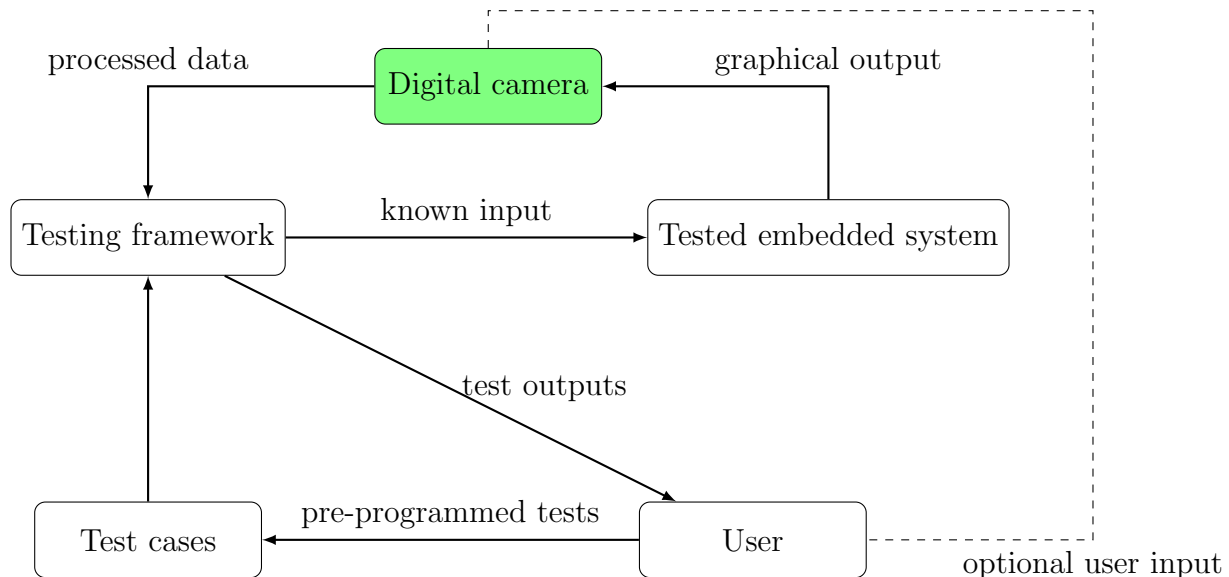 processed data
Digital camera
graphical output
Testing framework
known input
Tested embedded system
test outputs
Test cases
pre-programmed tests
User
optional user input